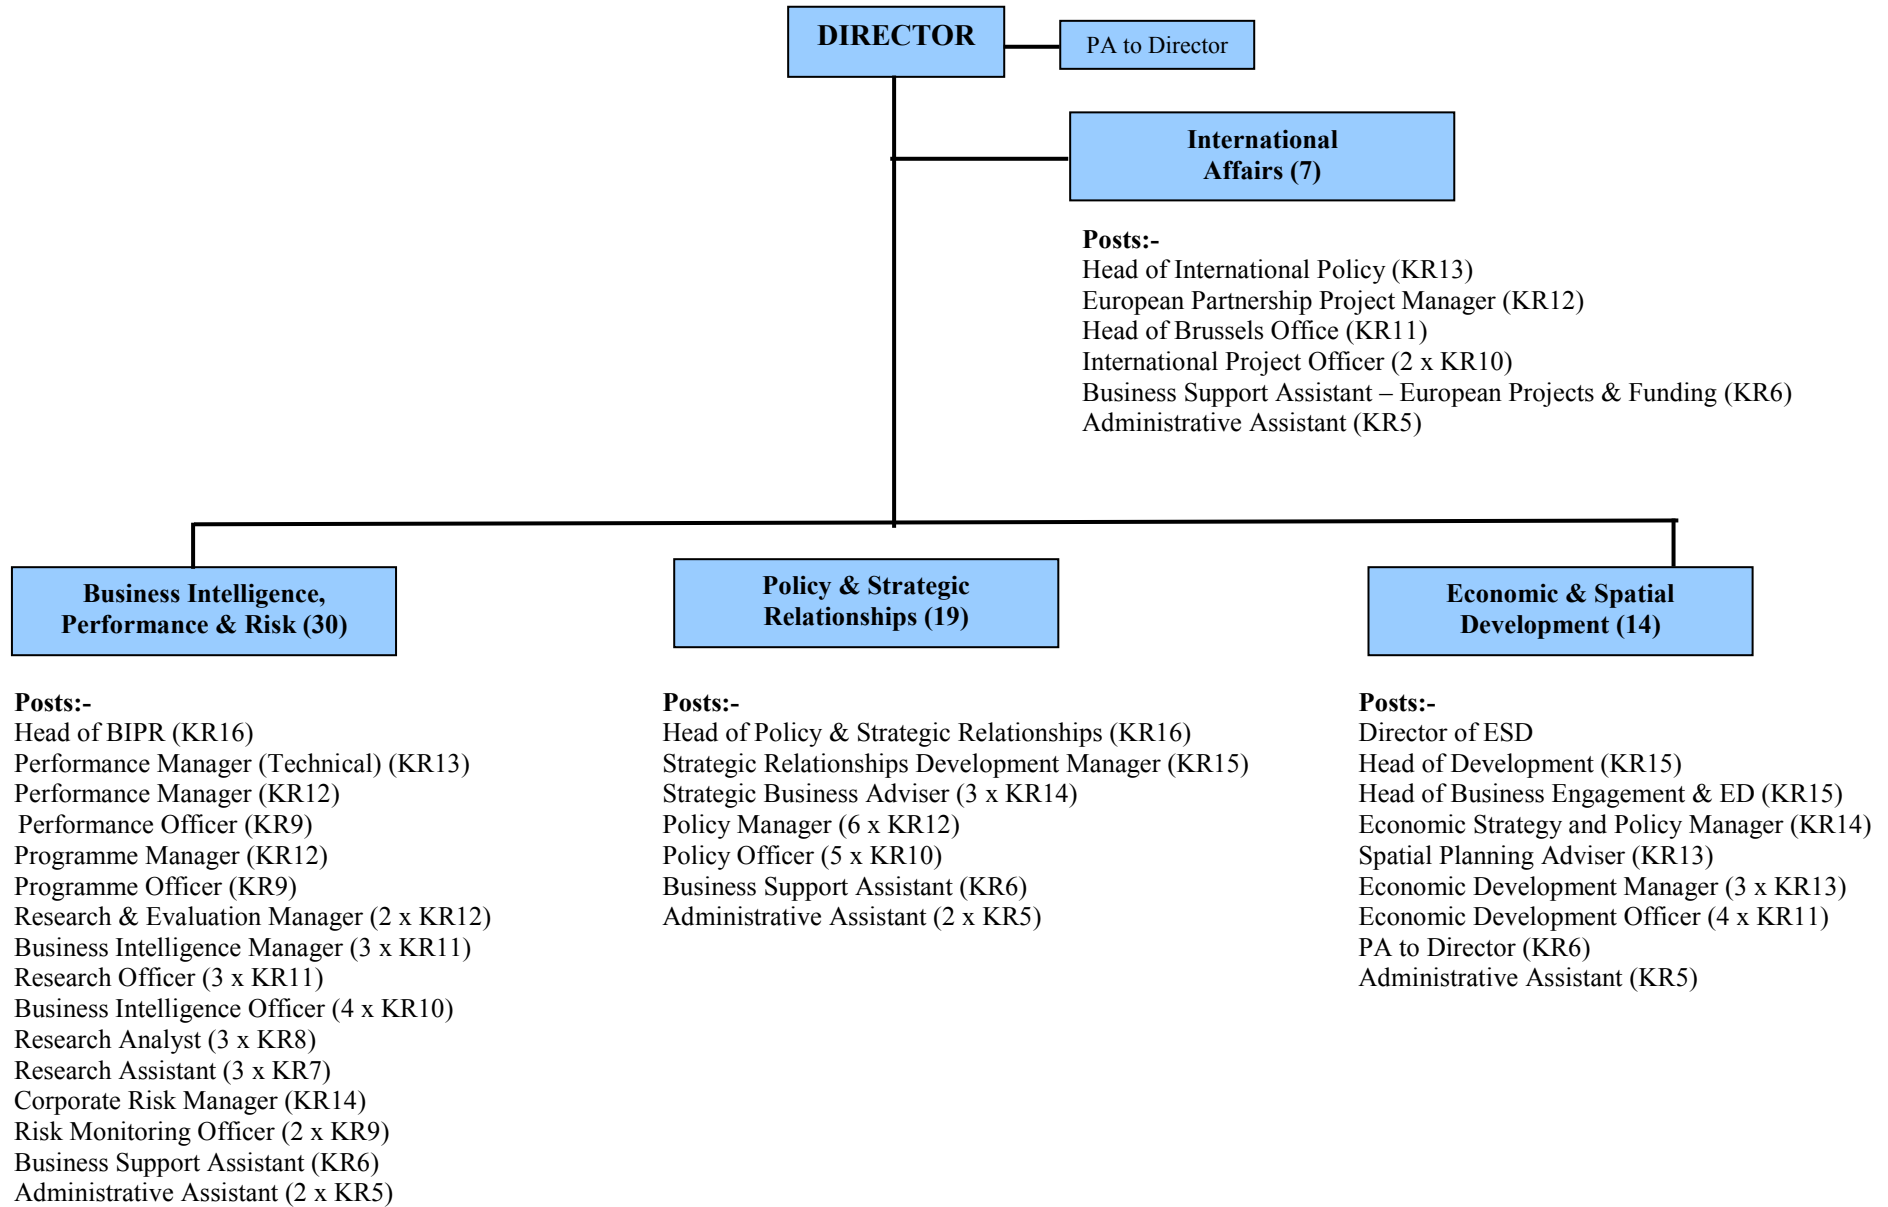 DIRECTOR
PA to Director
International
Affairs (7)
Posts:-
Head of International Policy (KR13)
European Partnership Project Manager (KR12)
Head of Brussels Office (KR11)
International Project Officer (2 x KR10)
Business Support Assistant – European Projects & Funding (KR6)
Administrative Assistant (KR5)
Business Intelligence,
Performance & Risk (30)
Posts:-
Head of BIPR (KR16)
Performance Manager (Technical) (KR13)
Performance Manager (KR12)
Performance Officer (KR9)
Programme Manager (KR12)
Programme Officer (KR9)
Research & Evaluation Manager (2 x KR12)
Business Intelligence Manager (3 x KR11)
Research Officer (3 x KR11)
Business Intelligence Officer (4 x KR10)
Research Analyst (3 x KR8)
Research Assistant (3 x KR7)
Corporate Risk Manager (KR14)
Risk Monitoring Officer (2 x KR9)
Business Support Assistant (KR6)
Administrative Assistant (2 x KR5)
Policy & Strategic
Relationships (19)
Posts:-
Head of Policy & Strategic Relationships (KR16)
Strategic Relationships Development Manager (KR15)
Strategic Business Adviser (3 x KR14)
Policy Manager (6 x KR12)
Policy Officer (5 x KR10)
Business Support Assistant (KR6)
Administrative Assistant (2 x KR5)
Economic & Spatial
Development (14)
Posts:-
Director of ESD
Head of Development (KR15)
Head of Business Engagement & ED (KR15)
Economic Strategy and Policy Manager (KR14)
Spatial Planning Adviser (KR13)
Economic Development Manager (3 x KR13)
Economic Development Officer (4 x KR11)
PA to Director (KR6)
Administrative Assistant (KR5)